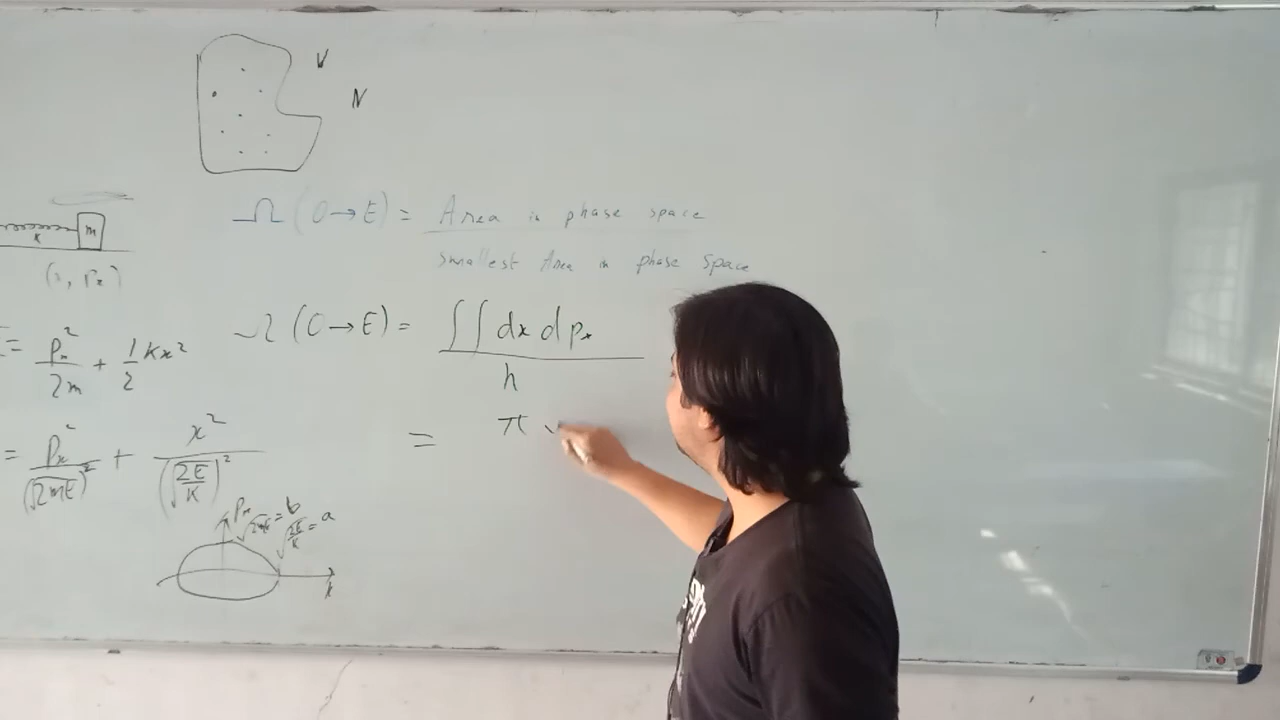 V
N
Ω (0→E) = Area in phase space
smallest Area in phase space
K
m
(x, Px)
Ω (0→E) = ∫∫ dx dPx
h
E = Px²/2m + 1/2 Kx²
= π
= Px²/(√2mE)² + x²/(√2E/K)²
Px
√2mE = b
√2E/K = a
x